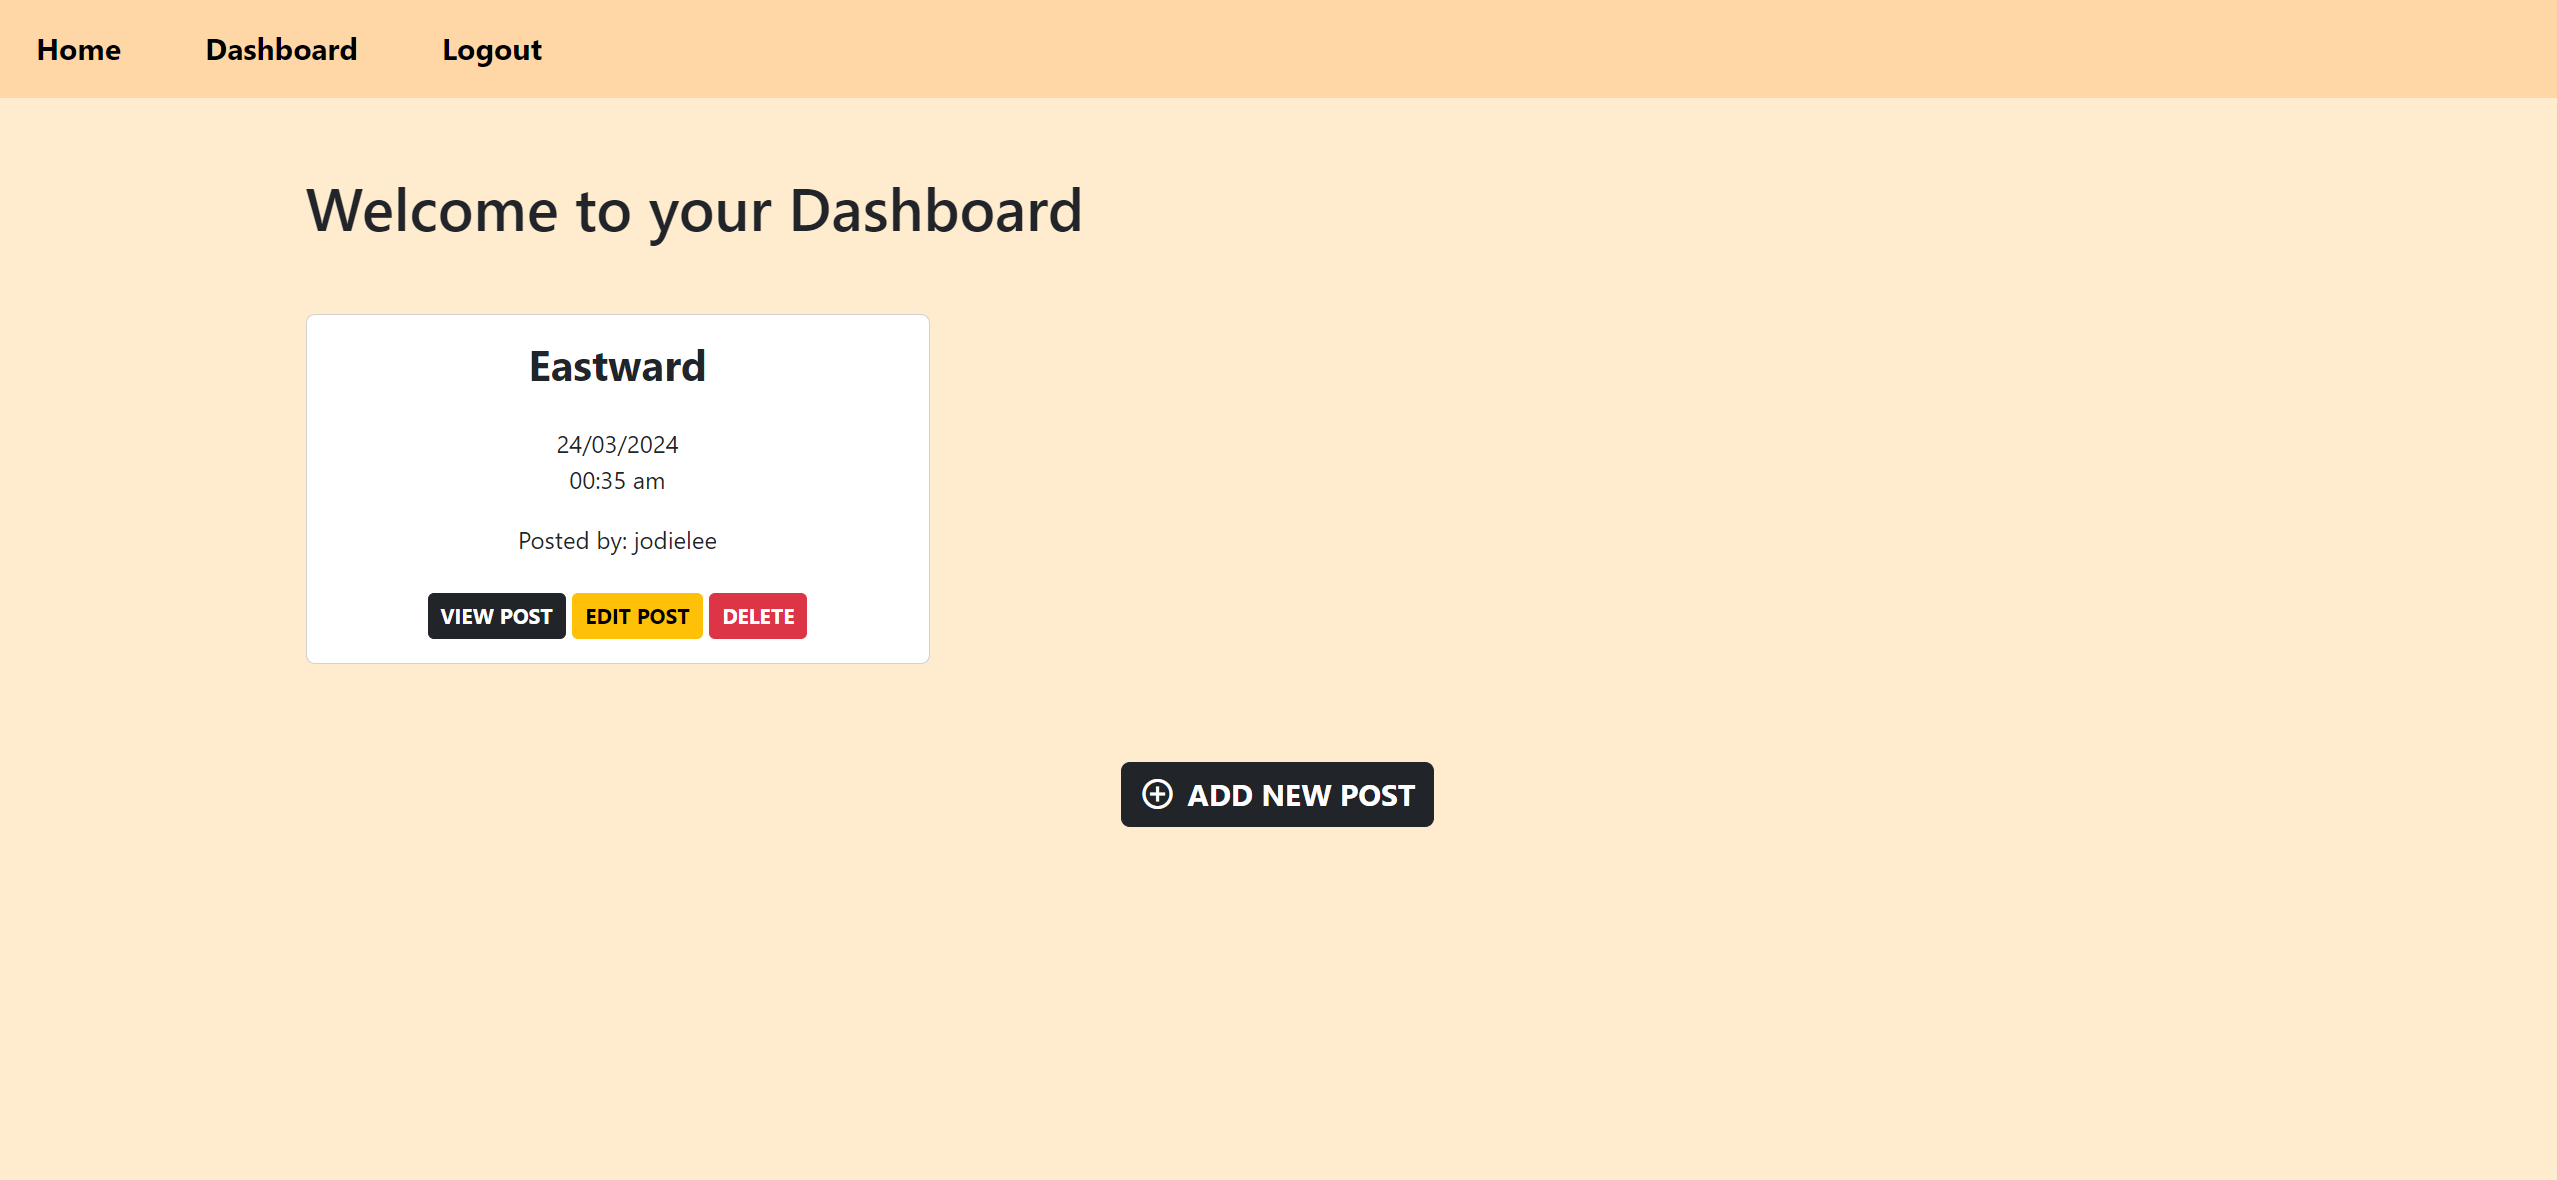 Home Dashboard Logout
Welcome to your Dashboard
Eastward
24/03/2024
00:35 am
Posted by: jodielee
VIEW POST EDIT POST DELETE
ADD NEW POST